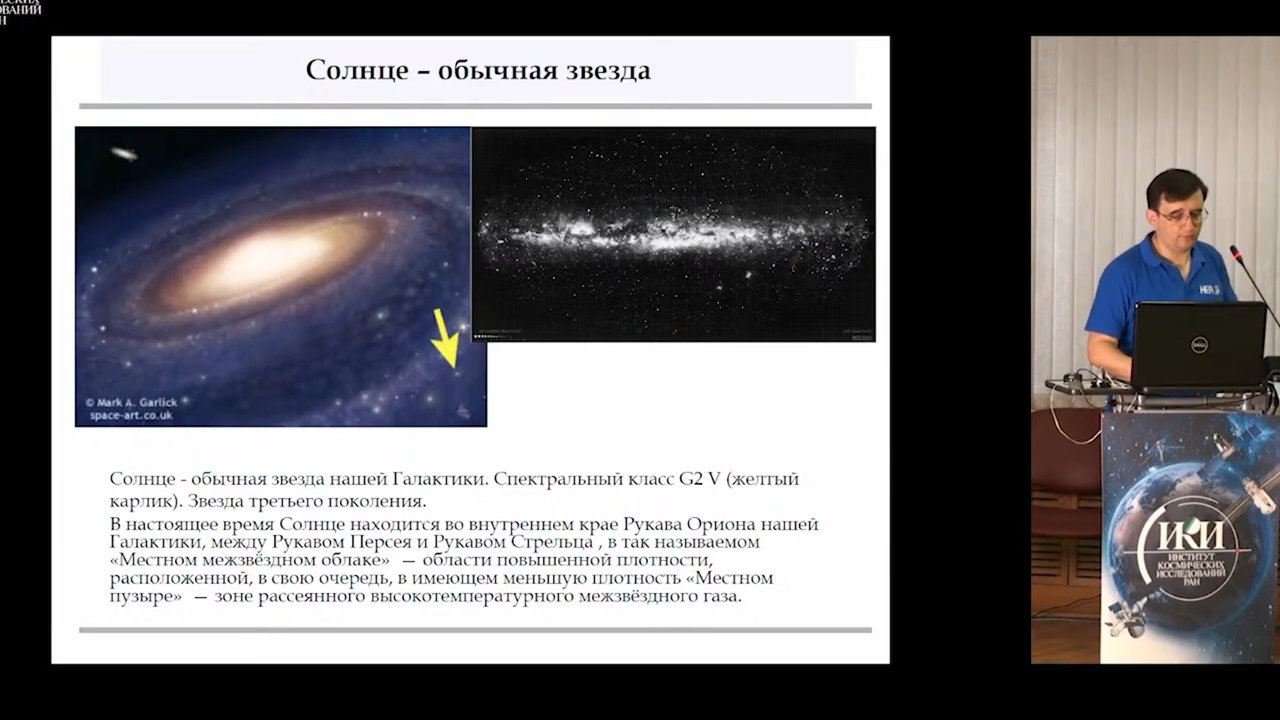 Солнце – обычная звезда
© Mark A. Garlick
space-art.co.uk
Солнце - обычная звезда нашей Галактики. Спектральный класс G2 V (желтый
карлик). Звезда третьего поколения.
В настоящее время Солнце находится во внутреннем крае Рукава Ориона нашей
Галактики, между Рукавом Персея и Рукавом Стрельца , в так называемом
«Местном межзвёздном облаке» — области повышенной плотности,
расположенной, в свою очередь, в имеющем меньшую плотность «Местном
пузыре» — зоне рассеянного высокотемпературного межзвёздного газа.
DELL
ИКИ
ИНСТИТУТ
КОСМИЧЕСКИХ
ИССЛЕДОВАНИЙ
РАН